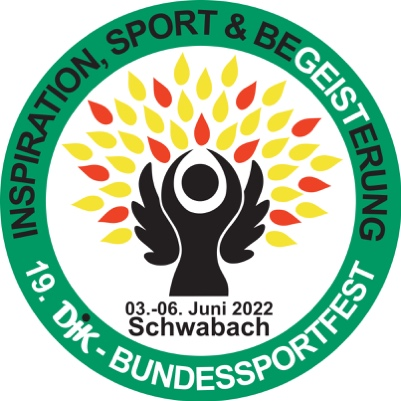 INSPIRATION, SPORT & BEGEISTERUNG
03.-06. Juni 2022
Schwabach
19. DJK - BUNDESSPORTFEST